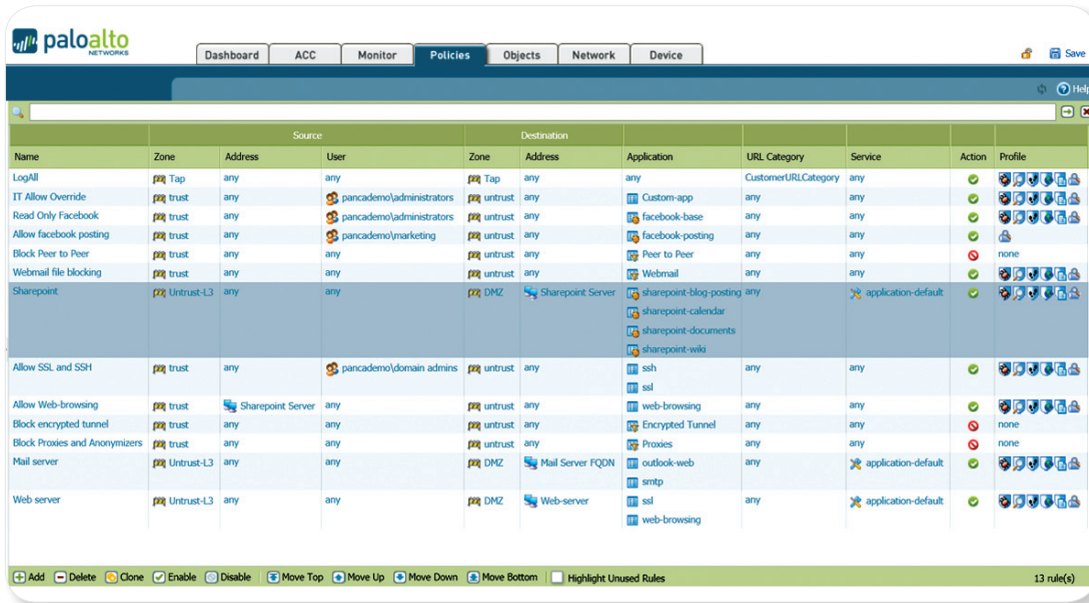 paloalto
NETWORKS
Dashboard ACC Monitor Policies Objects Network Device Save
Help
Source Destination
Name Zone Address User Zone Address Application URL Category Service Action Profile
LogAll Tap any any Tap any any CustomerURLCategory any
IT Allow Override trust any pancademo\administrators untrust any Custom-app any any
Read Only Facebook trust any pancademo\administrators untrust any facebook-base any any
Allow facebook posting trust any pancademo\marketing untrust any facebook-posting any any
Block Peer to Peer trust any any untrust any Peer to Peer any any none
Webmail file blocking trust any any untrust any Webmail any any
Sharepoint Untrust-L3 any any DMZ Sharepoint Server sharepoint-blog-posting any application-default
sharepoint-calendar
sharepoint-documents
sharepoint-wiki
Allow SSL and SSH trust any pancademo\domain admins untrust any ssh any any
ssl
Allow Web-browsing trust Sharepoint Server any untrust any web-browsing any any
Block encrypted tunnel trust any any untrust any Encrypted Tunnel any any none
Block Proxies and Anonymizers trust any any untrust any Proxies any any none
Mail server Untrust-L3 any any DMZ Mail Server FQDN outlook-web any application-default
smtp
Web server Untrust-L3 any any DMZ Web-server ssl any application-default
web-browsing
Add Delete Clone Enable Disable Move Top Move Up Move Down Move Bottom Highlight Unused Rules 13 rule(s)